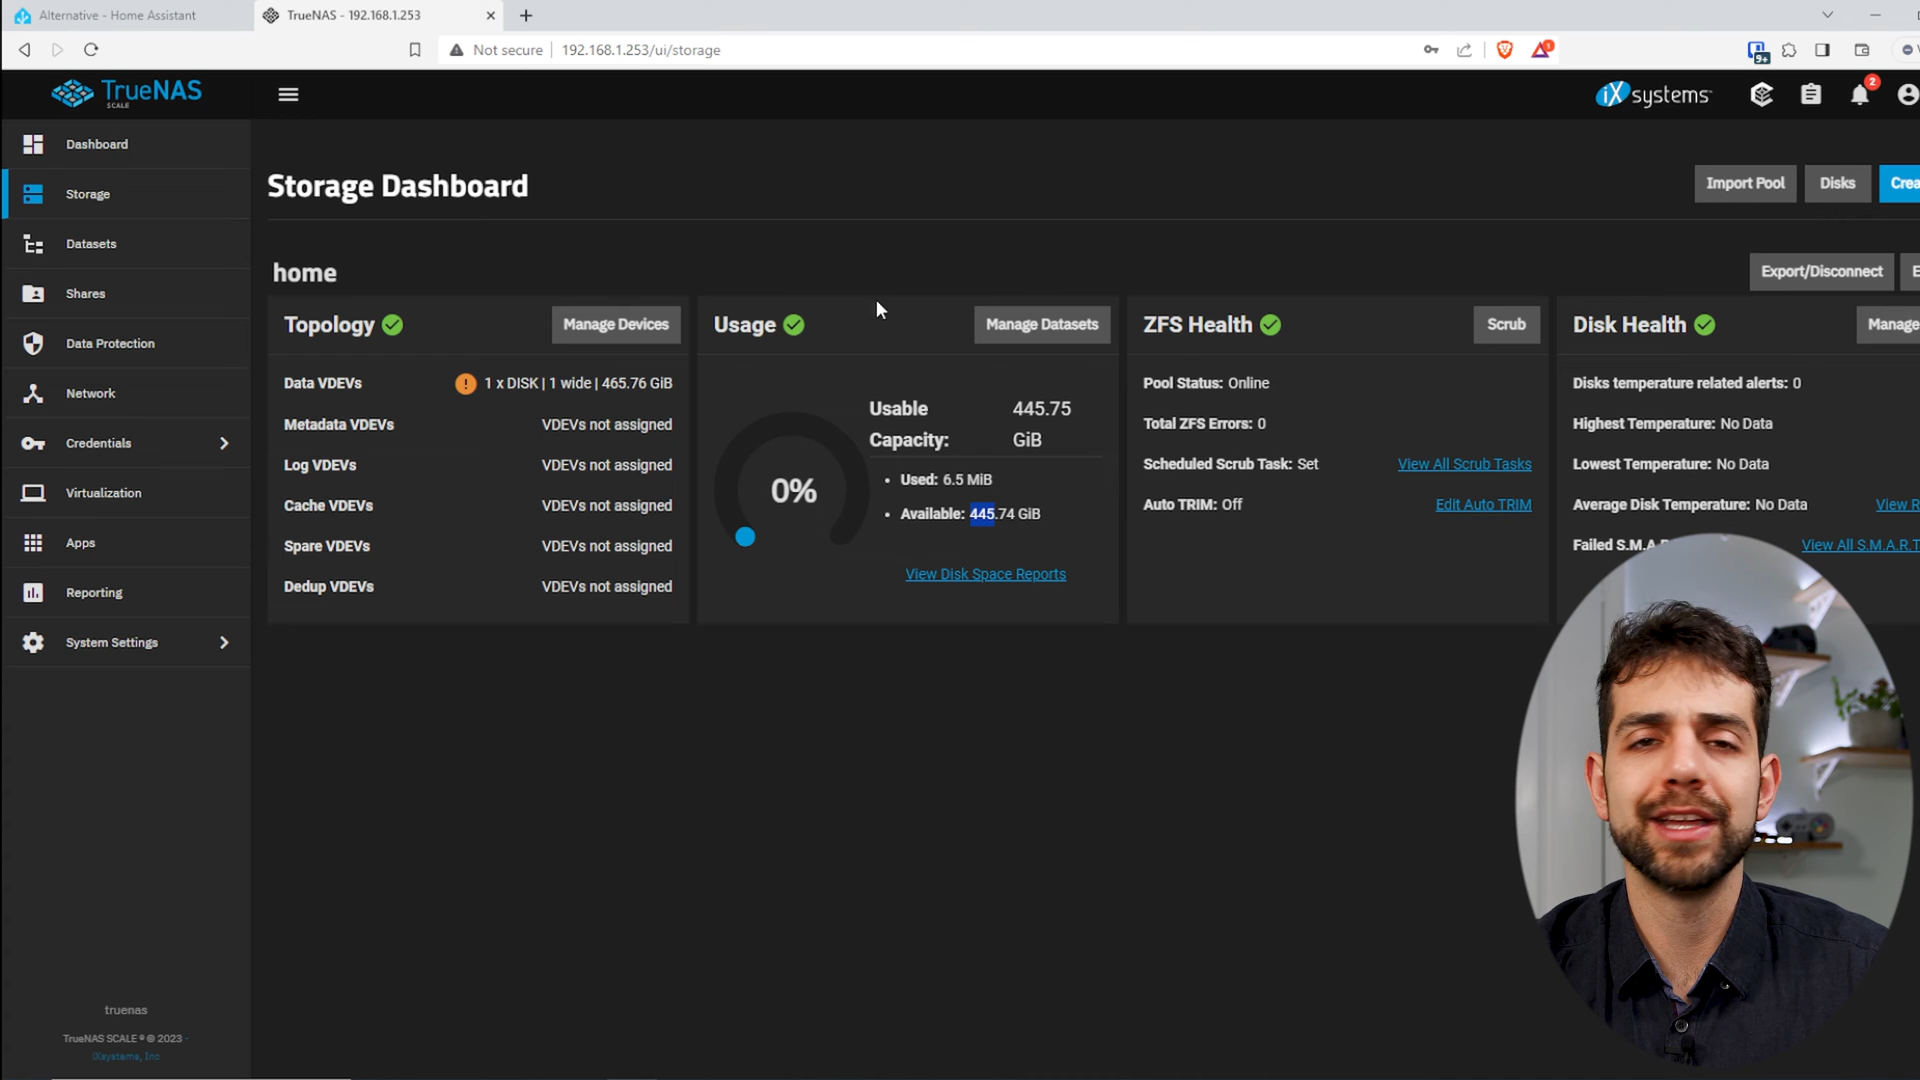 Alternative - Home Assistant
TrueNAS - 192.168.1.253
Not secure
192.168.1.253/ui/storage
9+
1
TrueNAS
SCALE
iX systems
2
Dashboard
Storage
Datasets
Shares
Data Protection
Network
Credentials
Virtualization
Apps
Reporting
System Settings
truenas
TrueNAS SCALE ® © 2023 -
iXsystems, Inc
Storage Dashboard
Import Pool
Disks
Crea
home
Export/Disconnect
E
Topology
Manage Devices
Data VDEVs
1 x DISK | 1 wide | 465.76 GiB
Metadata VDEVs
VDEVs not assigned
Log VDEVs
VDEVs not assigned
Cache VDEVs
VDEVs not assigned
Spare VDEVs
VDEVs not assigned
Dedup VDEVs
VDEVs not assigned
Usage
Manage Datasets
0%
Usable Capacity:
445.75 GiB
Used: 6.5 MiB
Available: 445.74 GiB
View Disk Space Reports
ZFS Health
Scrub
Pool Status: Online
Total ZFS Errors: 0
Scheduled Scrub Task: Set
View All Scrub Tasks
Auto TRIM: Off
Edit Auto TRIM
Disk Health
Manage
Disks temperature related alerts: 0
Highest Temperature: No Data
Lowest Temperature: No Data
Average Disk Temperature: No Data
View R
Failed S.M.A
View All S.M.A.R.T